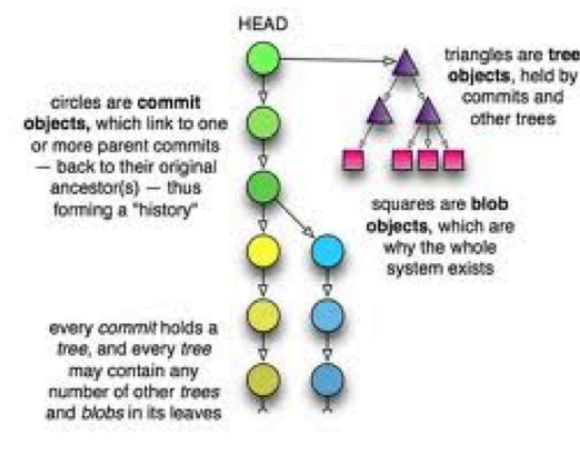 HEAD
triangles are tree
objects, held by
commits and
other trees
circles are commit
objects, which link to one
or more parent commits
— back to their original
ancestor(s) — thus
forming a "history"
squares are blob
objects, which are
why the whole
system exists
every commit holds a
tree, and every tree
may contain any
number of other trees
and blobs in its leaves